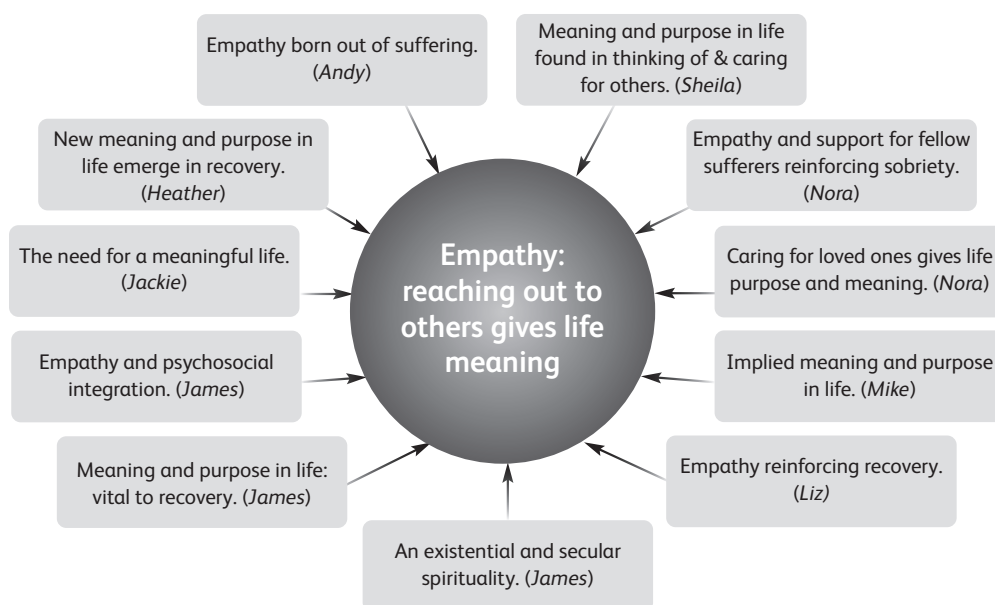 Empathy born out of suffering.
(Andy)
Meaning and purpose in life
found in thinking of & caring
for others. (Sheila)
New meaning and purpose in
life emerge in recovery.
(Heather)
Empathy and support for fellow
sufferers reinforcing sobriety.
(Nora)
The need for a meaningful life.
(Jackie)
Empathy:
reaching out to
others gives life
meaning
Caring for loved ones gives life
purpose and meaning. (Nora)
Empathy and psychosocial
integration. (James)
Implied meaning and purpose
in life. (Mike)
Meaning and purpose in life:
vital to recovery. (James)
Empathy reinforcing recovery.
(Liz)
An existential and secular
spirituality. (James)